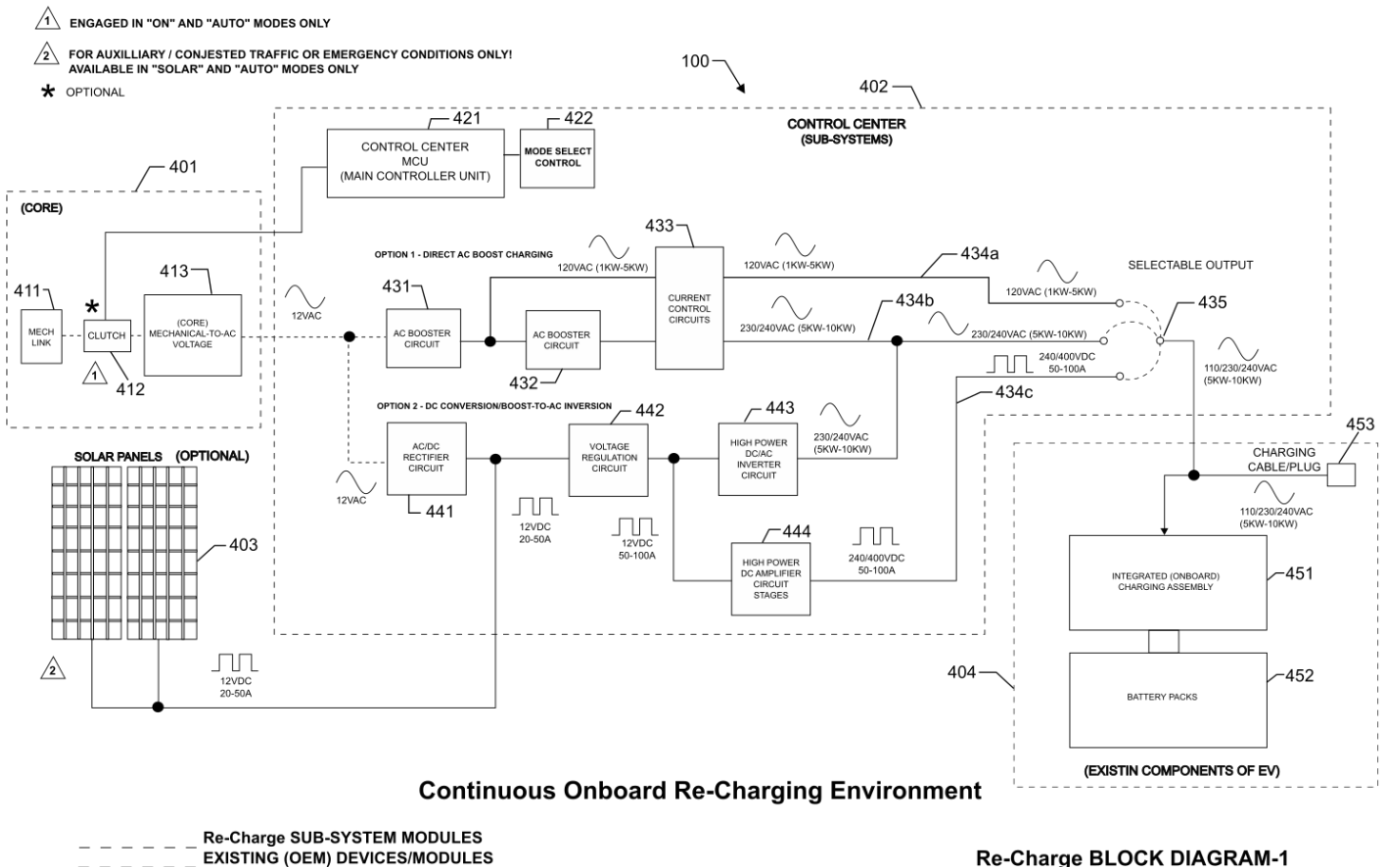 1 ENGAGED IN "ON" AND "AUTO" MODES ONLY
2 FOR AUXILLIARY / CONJESTED TRAFFIC OR EMERGENCY CONDITIONS ONLY!
AVAILABLE IN "SOLAR" AND "AUTO" MODES ONLY
* OPTIONAL
100
402
CONTROL CENTER
(SUB-SYSTEMS)
421
422
CONTROL CENTER
MCU
(MAIN CONTROLLER UNIT)
MODE SELECT
CONTROL
401
(CORE)
411
MECH
LINK
*
CLUTCH
1
412
413
(CORE)
MECHANICAL-TO-AC
VOLTAGE
12VAC
OPTION 1 - DIRECT AC BOOST CHARGING
431
AC BOOSTER
CIRCUIT
120VAC (1KW-5KW)
AC BOOSTER
CIRCUIT
432
433
CURRENT
CONTROL
CIRCUITS
120VAC (1KW-5KW)
434a
230/240VAC (5KW-10KW)
434b
120VAC (1KW-5KW)
SELECTABLE OUTPUT
435
230/240VAC (5KW-10KW)
240/400VDC
50-100A
434c
110/230/240VAC
(5KW-10KW)
OPTION 2 - DC CONVERSION/BOOST-TO-AC INVERSION
12VAC
AC/DC
RECTIFIER
CIRCUIT
441
12VDC
20-50A
442
VOLTAGE
REGULATION
CIRCUIT
12VDC
50-100A
443
HIGH POWER
DC/AC
INVERTER
CIRCUIT
230/240VAC
(5KW-10KW)
444
HIGH POWER
DC AMPLIFIER
CIRCUIT
STAGES
240/400VDC
50-100A
SOLAR PANELS (OPTIONAL)
403
2
12VDC
20-50A
453
CHARGING
CABLE/PLUG
110/230/240VAC
(5KW-10KW)
INTEGRATED (ONBOARD)
CHARGING ASSEMBLY
451
404
BATTERY PACKS
452
(EXISTIN COMPONENTS OF EV)
Continuous Onboard Re-Charging Environment
Re-Charge SUB-SYSTEM MODULES
EXISTING (OEM) DEVICES/MODULES
Re-Charge BLOCK DIAGRAM-1